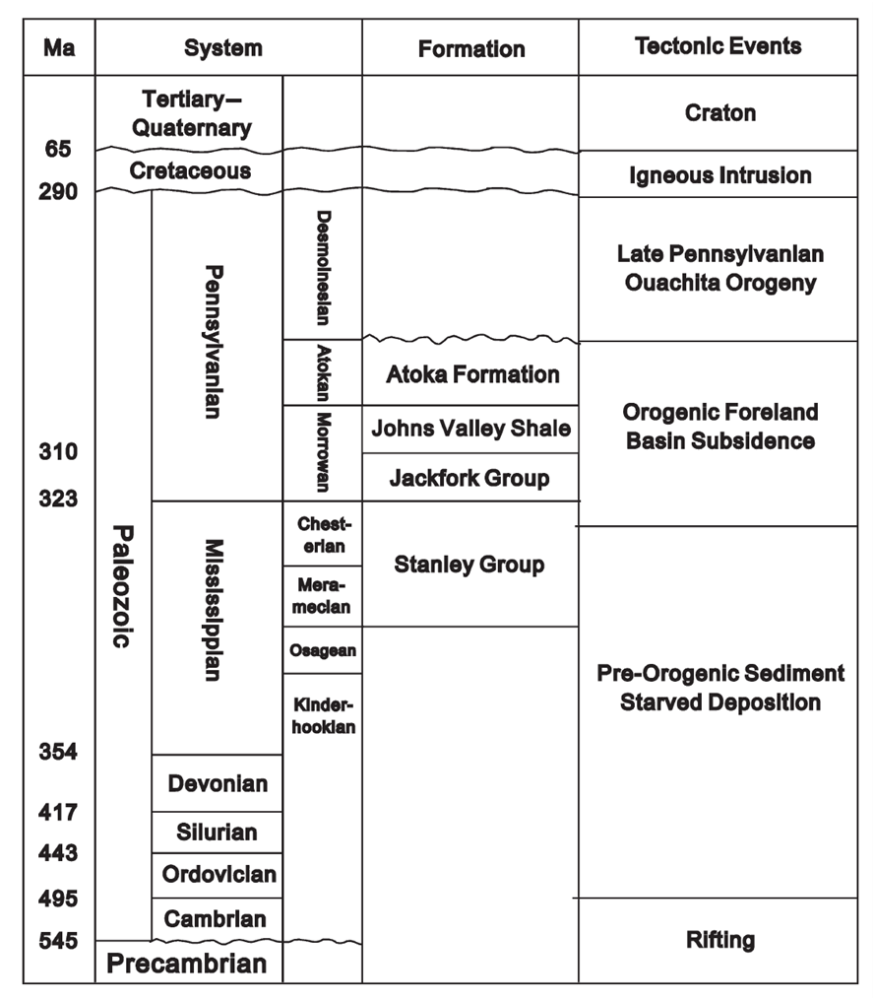 Ma
System
Formation
Tectonic Events
Tertiary–
Quaternary
Craton
65
Cretaceous
Igneous Intrusion
290
Pennsylvanian
Desmoinesian
Late Pennsylvanian
Ouachita Orogeny
Atokan
Atoka Formation
Orogenic Foreland
Basin Subsidence
Morrowan
Johns Valley Shale
310
Jackfork Group
323
Paleozoic
Mississippian
Chest-
erian
Stanley Group
Mera-
mecian
Osagean
Pre-Orogenic Sediment
Starved Deposition
Kinder-
hookian
354
Devonian
417
Silurian
443
Ordovician
495
Cambrian
Rifting
545
Precambrian